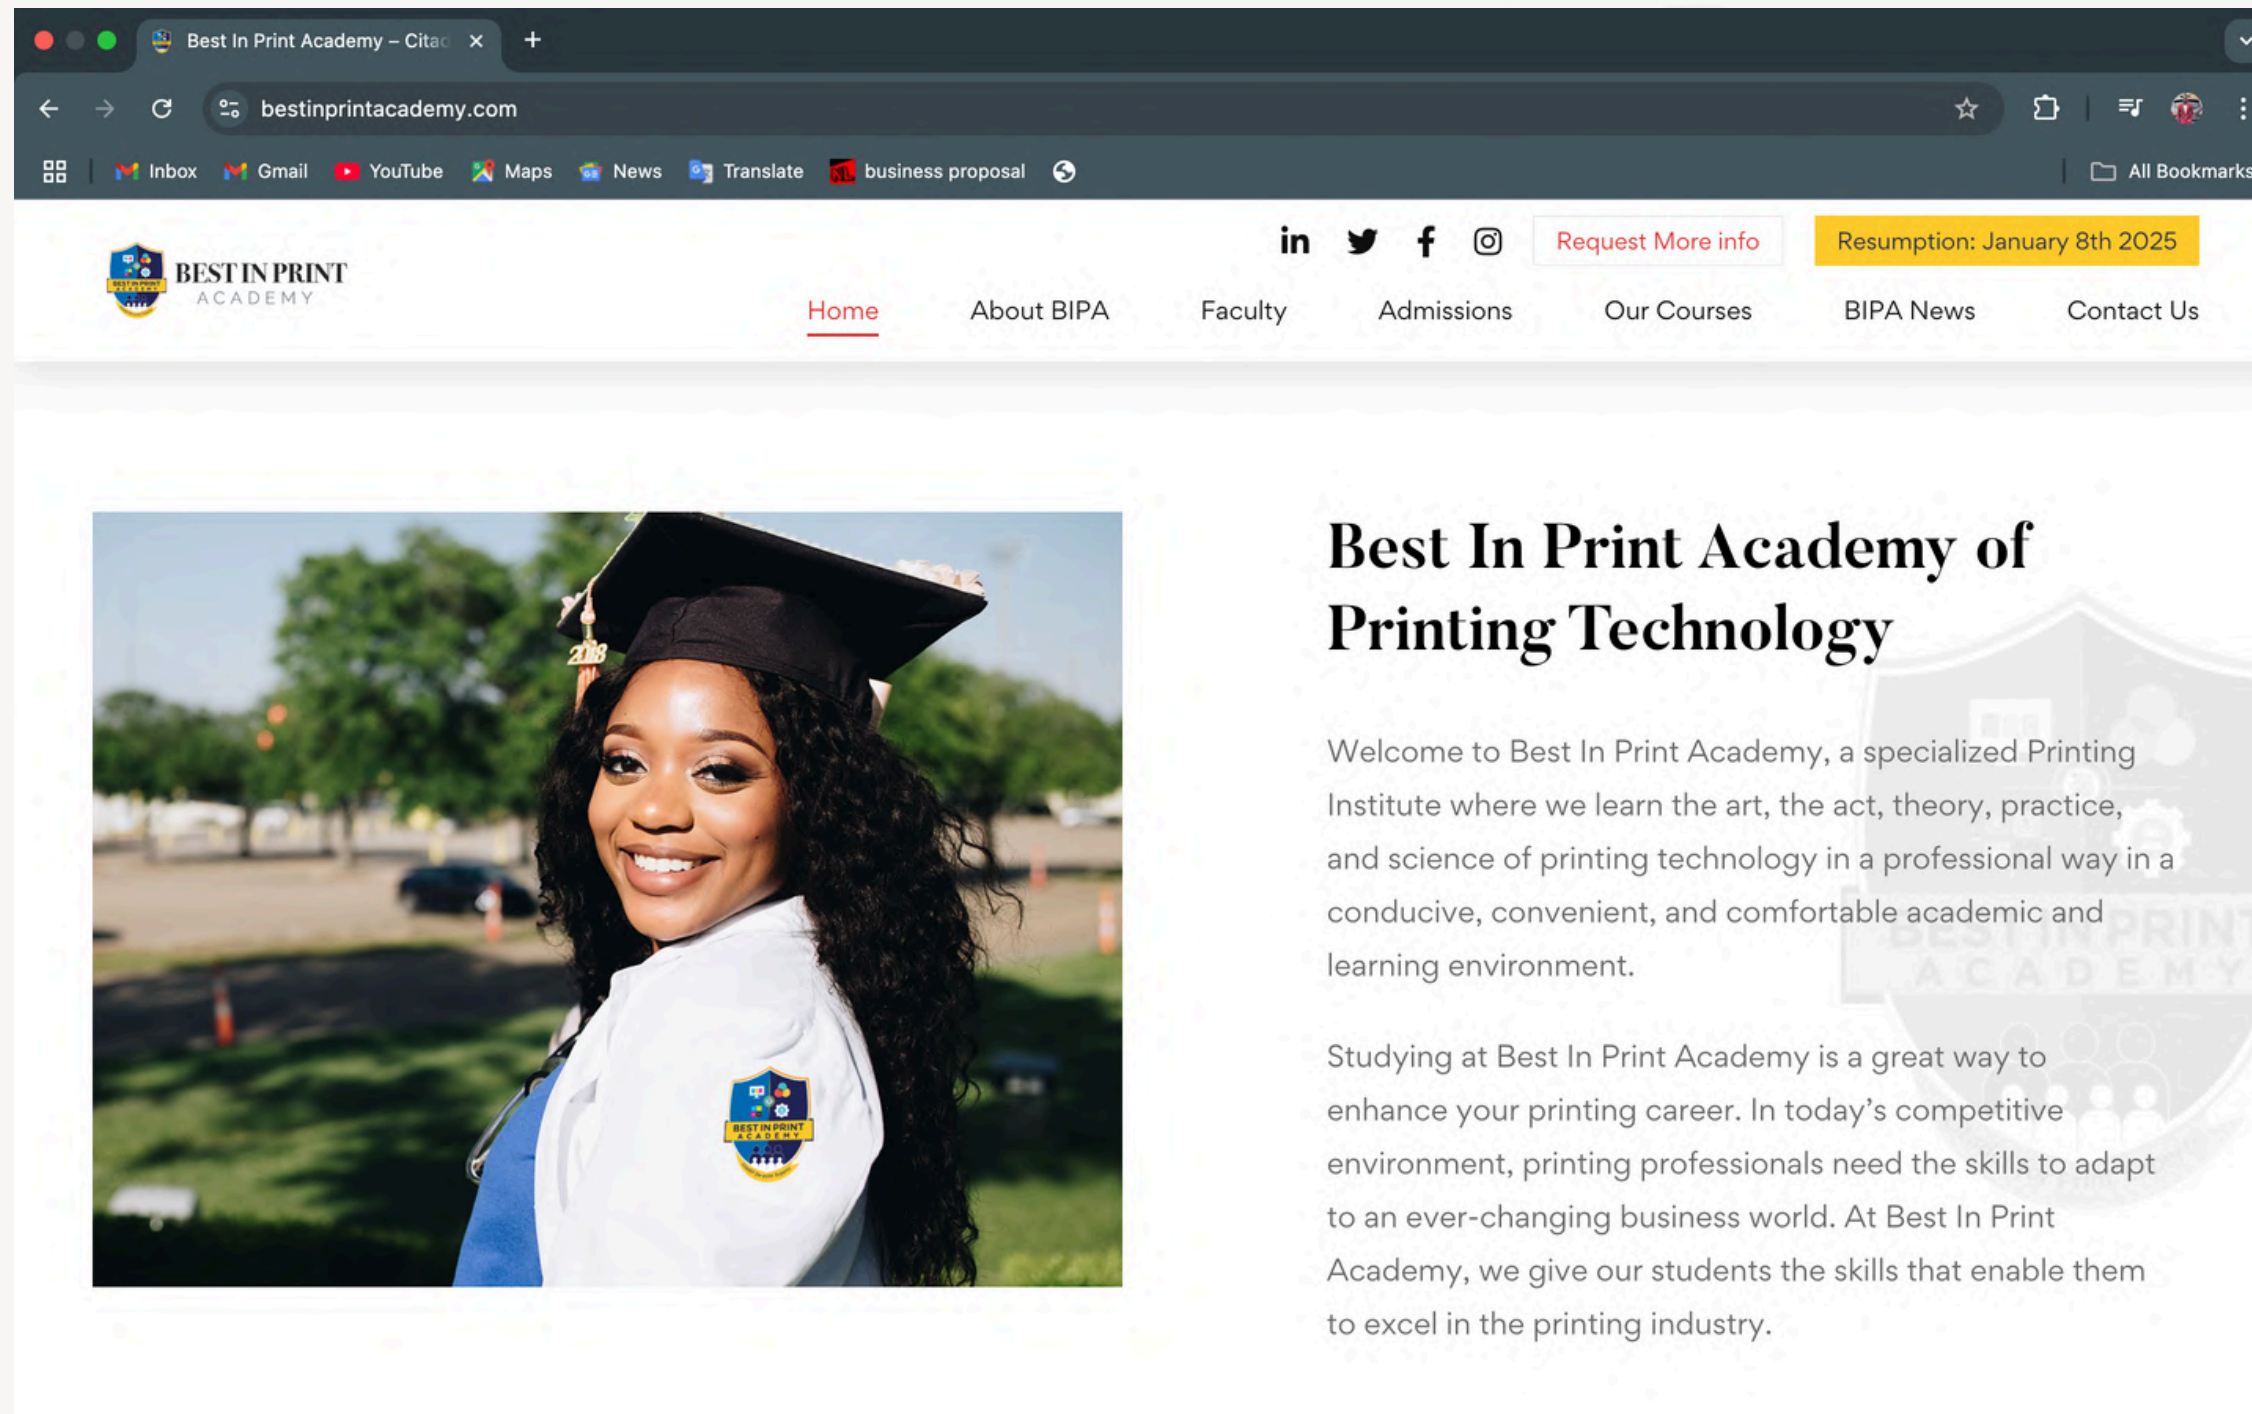 Best In Print Academy – Citac
bestinprintacademy.com
Inbox Gmail YouTube Maps News Translate business proposal All Bookmarks
BEST IN PRINT
ACADEMY
in Request More info Resumption: January 8th 2025
Home About BIPA Faculty Admissions Our Courses BIPA News Contact Us
2018
BEST IN PRINT
ACADEMY
Best In Print Academy of
Printing Technology
Welcome to Best In Print Academy, a specialized Printing
Institute where we learn the art, the act, theory, practice,
and science of printing technology in a professional way in a
conducive, convenient, and comfortable academic and
learning environment.
Studying at Best In Print Academy is a great way to
enhance your printing career. In today’s competitive
environment, printing professionals need the skills to adapt
to an ever-changing business world. At Best In Print
Academy, we give our students the skills that enable them
to excel in the printing industry.
BEST IN PRINT
ACADEMY